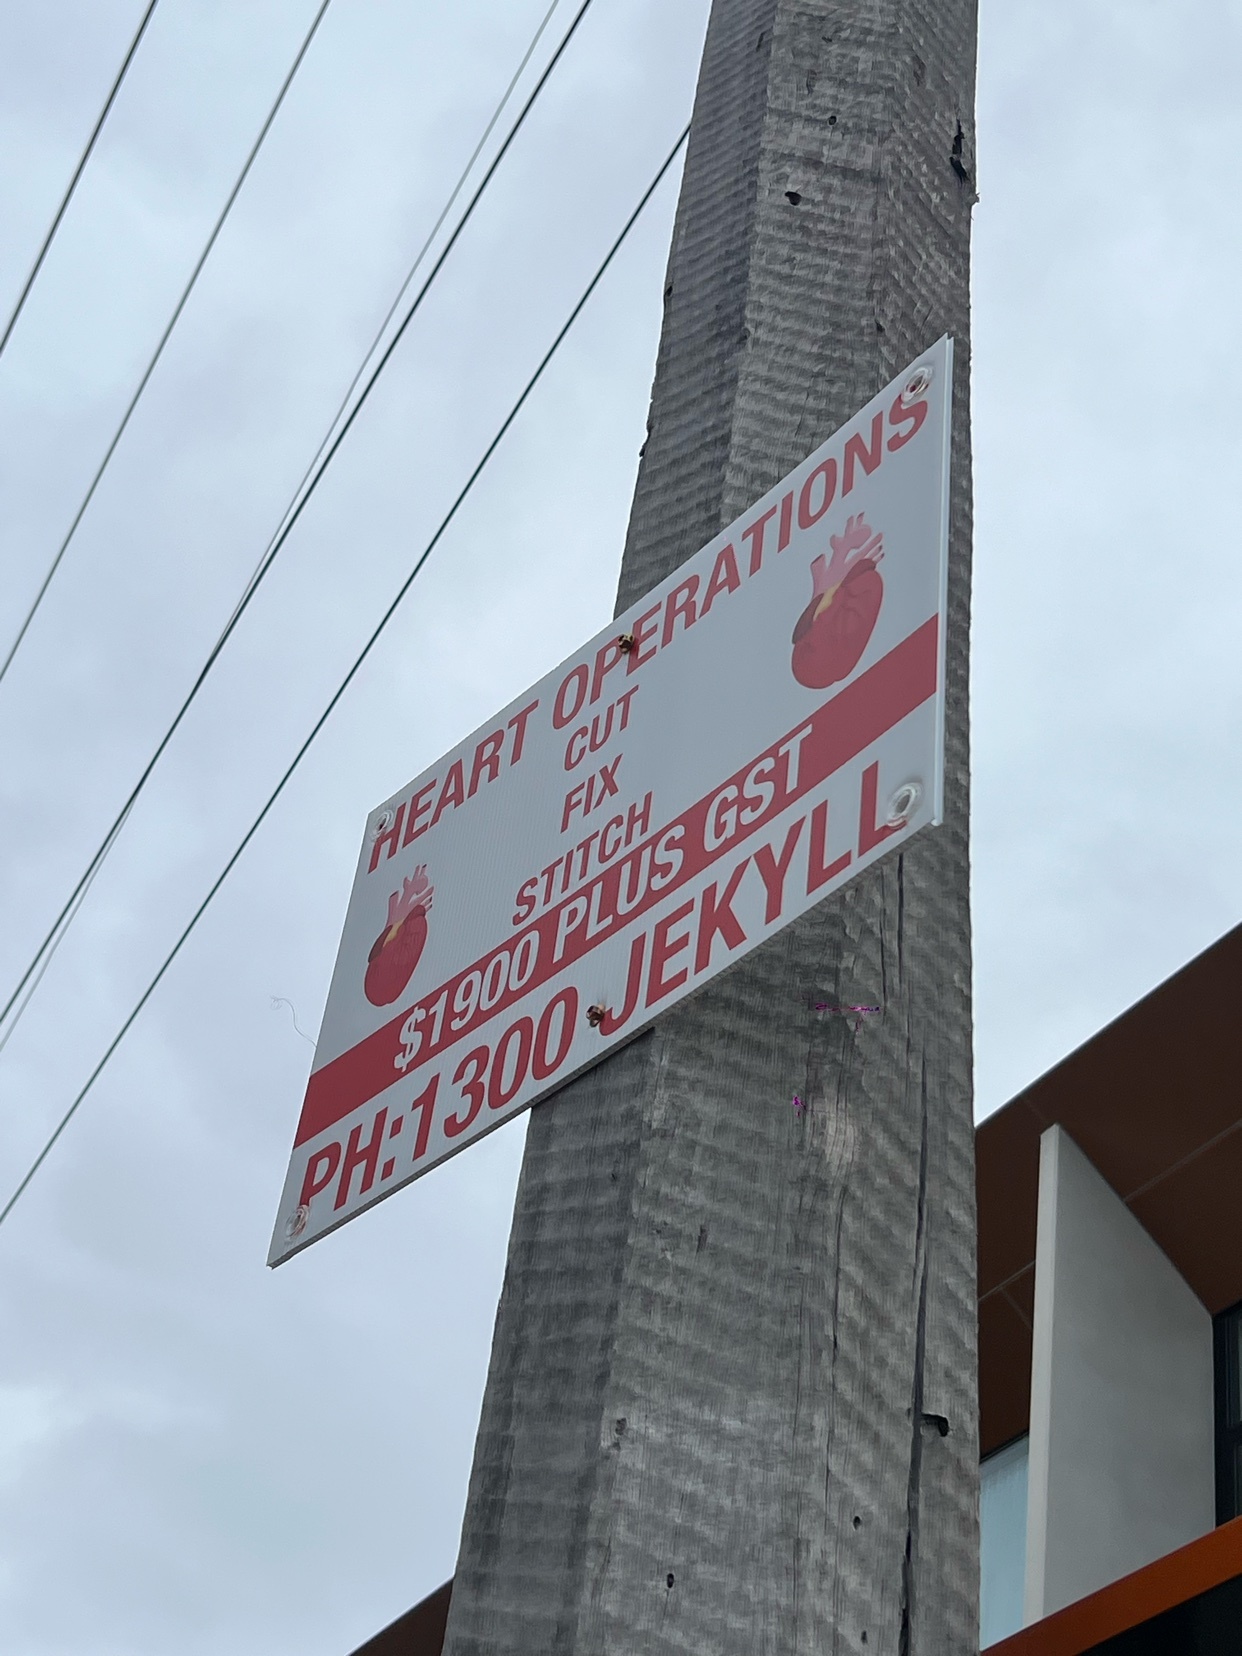 HEART OPERATIONS
CUT
FIX
STITCH
$1900 PLUS GST
PH:1300 JEKYLL